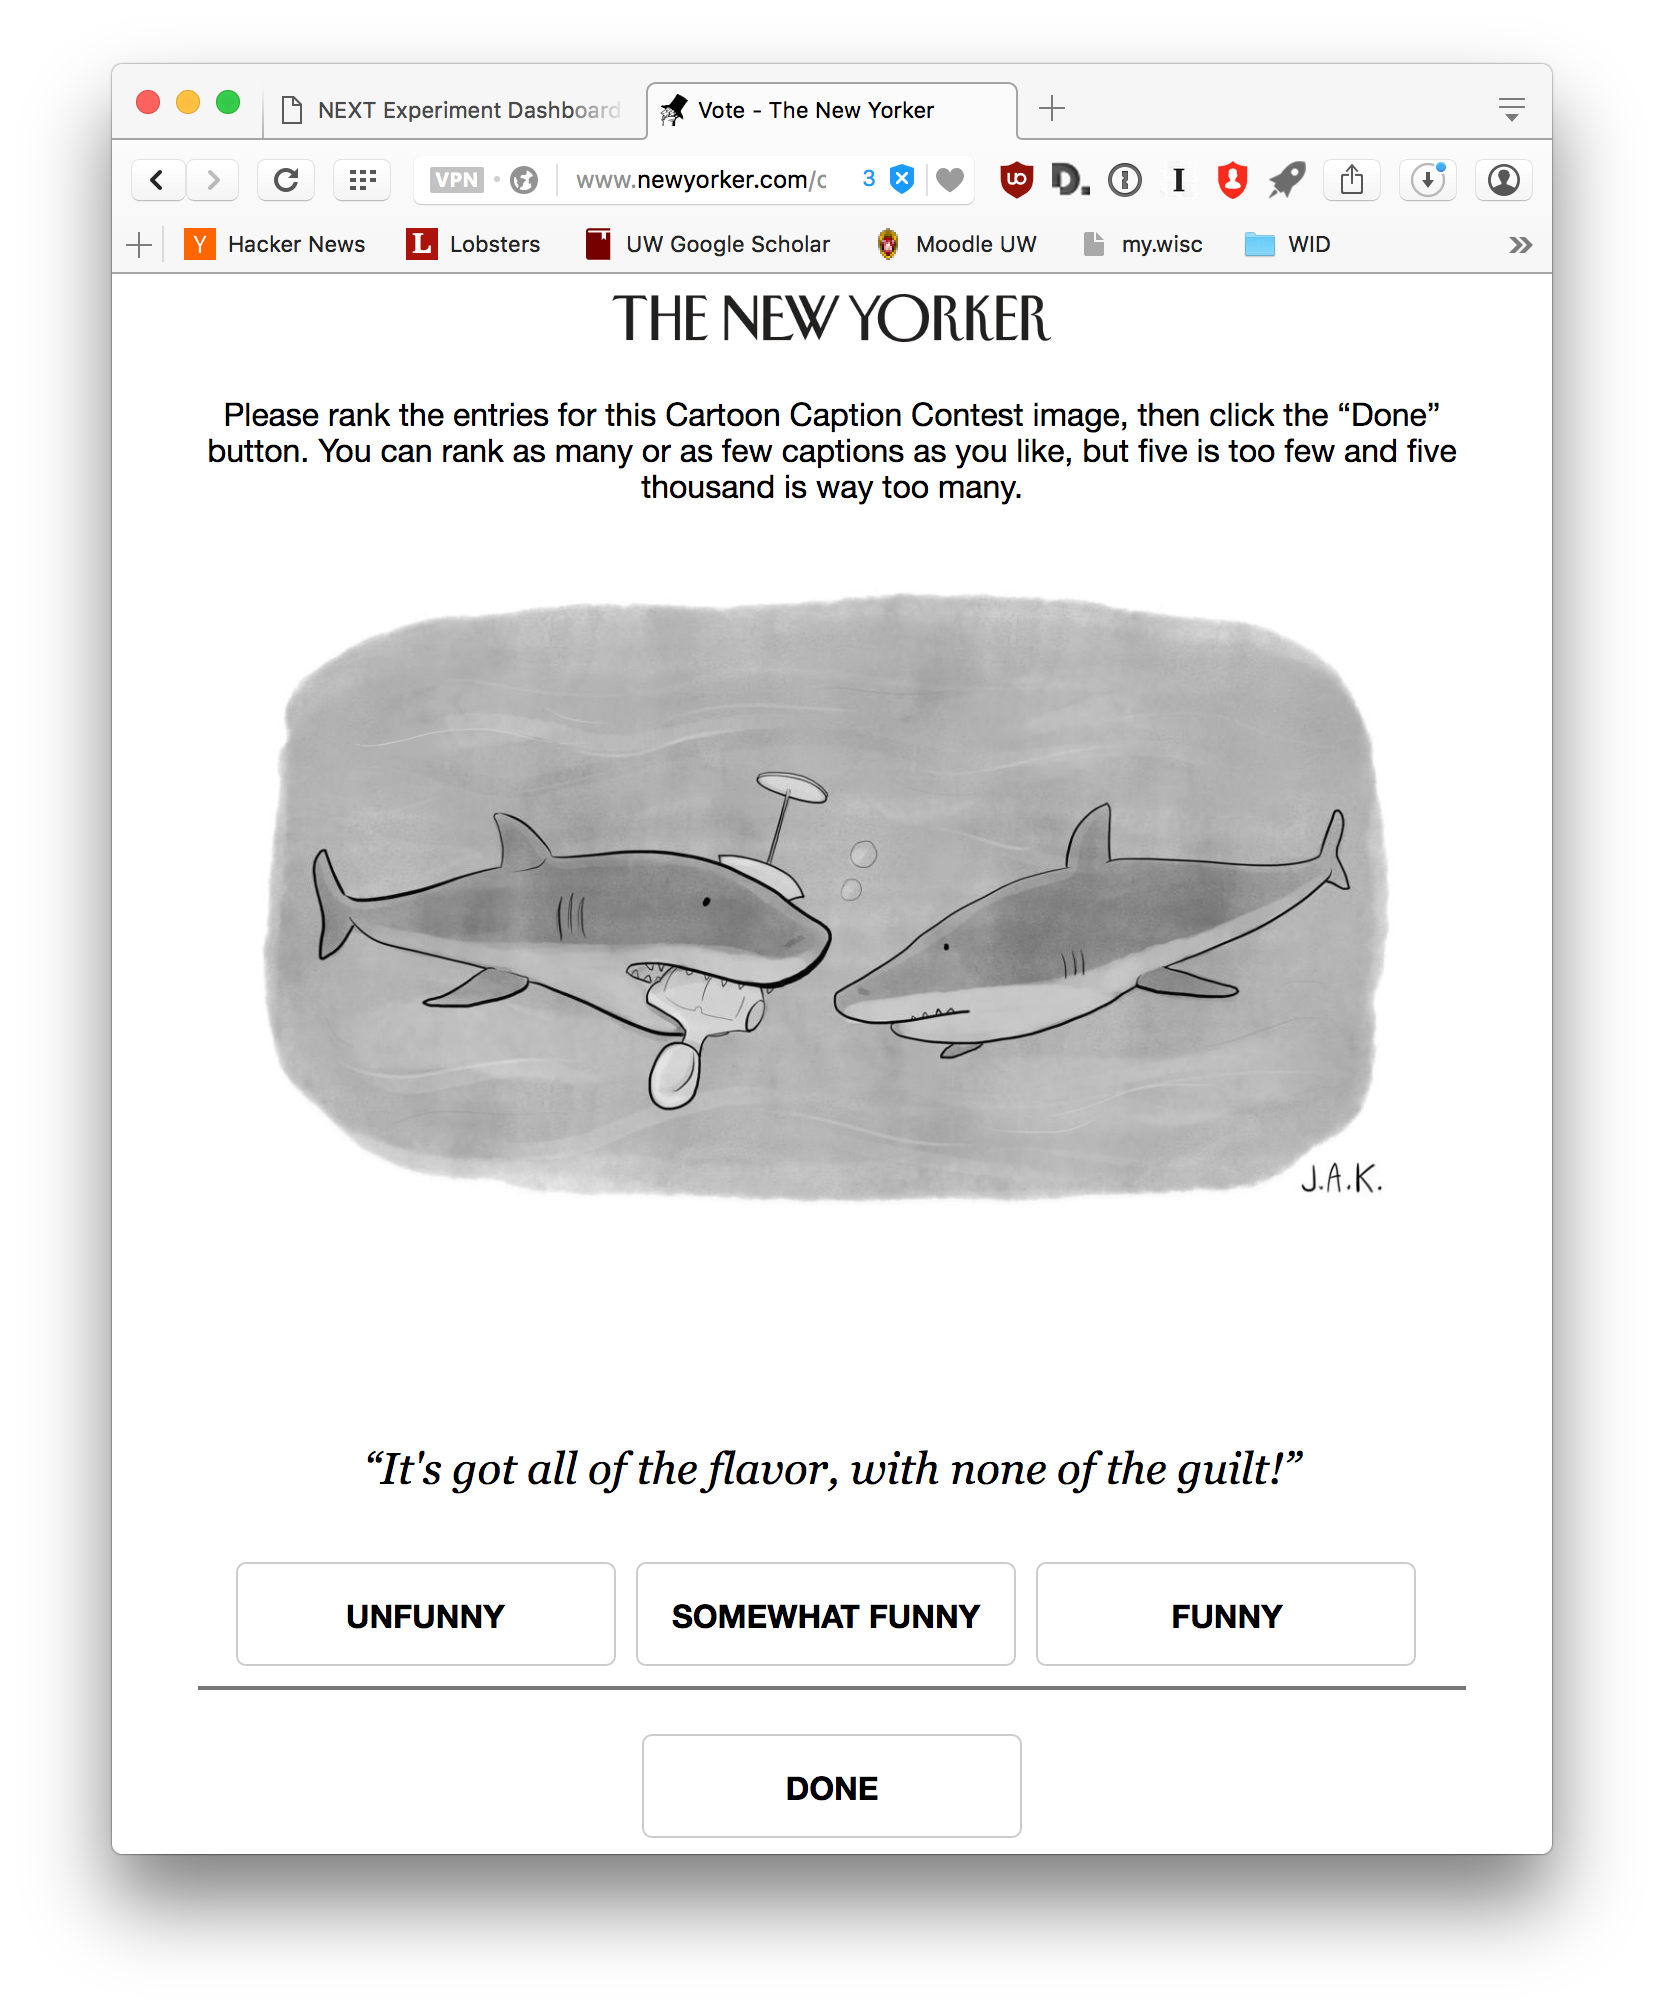 NEXT Experiment Dashboard
Vote - The New Yorker
VPN
www.newyorker.com/c
3
uo
D.
I
Y Hacker News
L Lobsters
UW Google Scholar
Moodle UW
my.wisc
WID
THE NEW YORKER
Please rank the entries for this Cartoon Caption Contest image, then click the “Done”
button. You can rank as many or as few captions as you like, but five is too few and five
thousand is way too many.
J.A.K.
“It's got all of the flavor, with none of the guilt!”
UNFUNNY
SOMEWHAT FUNNY
FUNNY
DONE